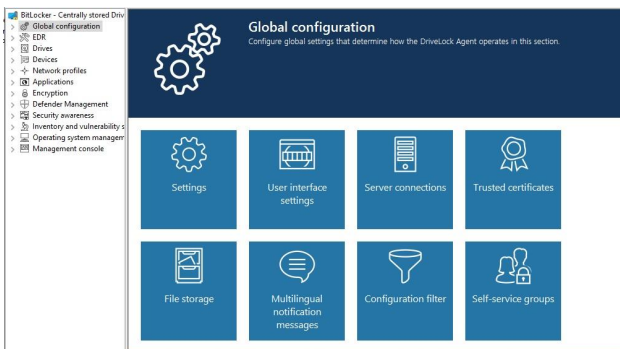 BitLocker - Centrally stored Driv
Global configuration
EDR
Drives
Devices
Network profiles
Applications
Encryption
Defender Management
Security awareness
Inventory and vulnerability s
Operating system managem
Management console
Global configuration
Configure global settings that determine how the DriveLock Agent operates in this section.
Settings
User interface
settings
Server connections
Trusted certificates
File storage
Multilingual
notification
messages
Configuration filter
Self-service groups